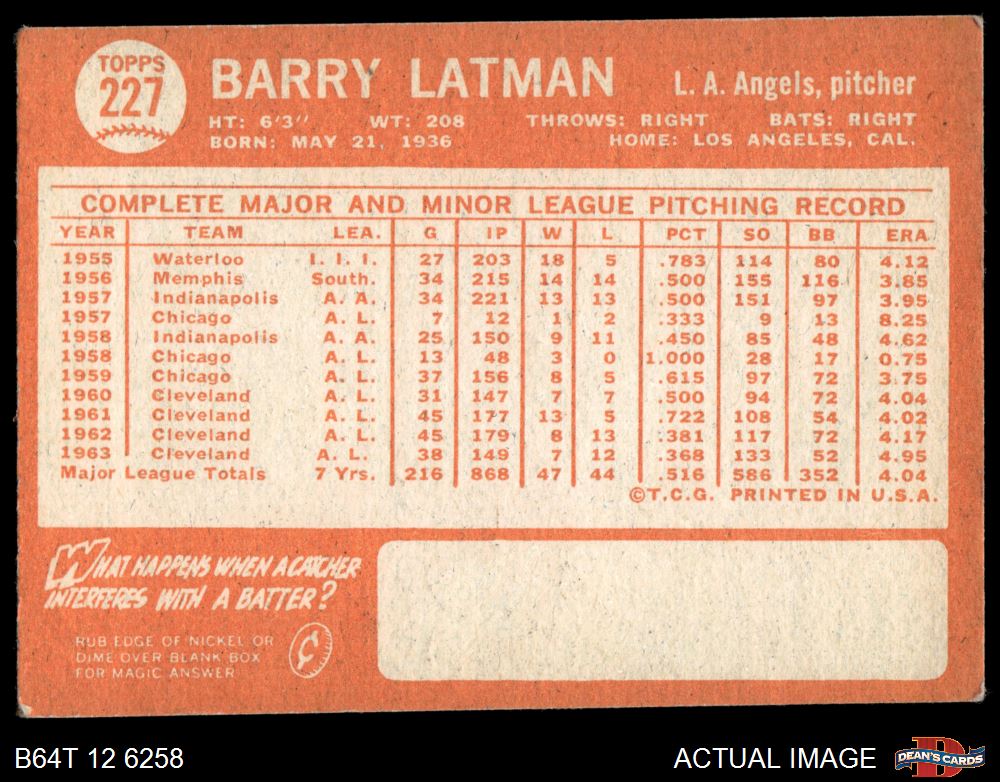 TOPPS
227
BARRY LATMAN
L. A. Angels, pitcher
HT: 6'3" WT: 208 THROWS: RIGHT BATS: RIGHT
BORN: MAY 21, 1936 HOME: LOS ANGELES, CAL.
COMPLETE MAJOR AND MINOR LEAGUE PITCHING RECORD
YEAR TEAM LEA. G IP W L PCT SO BB ERA
1955 Waterloo I. I. I. 27 203 18 5 .783 114 80 4.12
1956 Memphis South. 34 215 14 14 .500 155 116 3.85
1957 Indianapolis A. A. 34 221 13 13 .500 151 97 3.95
1957 Chicago A. L. 7 12 1 2 .333 9 13 8.25
1958 Indianapolis A. A. 25 150 9 11 .450 85 48 4.62
1958 Chicago A. L. 13 48 3 0 1.000 28 17 0.75
1959 Chicago A. L. 37 156 8 5 .615 97 72 3.75
1960 Cleveland A. L. 31 147 7 7 .500 94 72 4.04
1961 Cleveland A. L. 45 177 13 5 .722 108 54 4.02
1962 Cleveland A. L. 45 179 8 13 .381 117 72 4.17
1963 Cleveland A. L. 38 149 7 12 .368 133 52 4.95
Major League Totals 7 Yrs. 216 868 47 44 .516 586 352 4.04
©T.C.G. PRINTED IN U.S.A.
WHAT HAPPENS WHEN A CATCHER
INTERFERES WITH A BATTER?
RUB EDGE OF NICKEL OR
DIME OVER BLANK BOX
FOR MAGIC ANSWER
¢
B64T 12 6258
ACTUAL IMAGE
D
DEAN'S CARDS